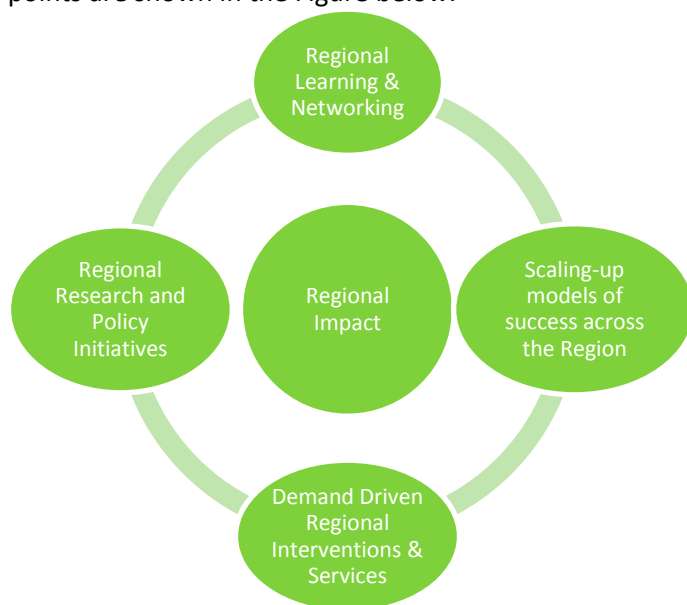 points are shown in the Figure below:
Regional
Learning &
Networking
Regional
Research and
Policy
Initiatives
Regional
Impact
Scaling-up
models of
success across
the Region
Demand Driven
Regional
Interventions &
Services